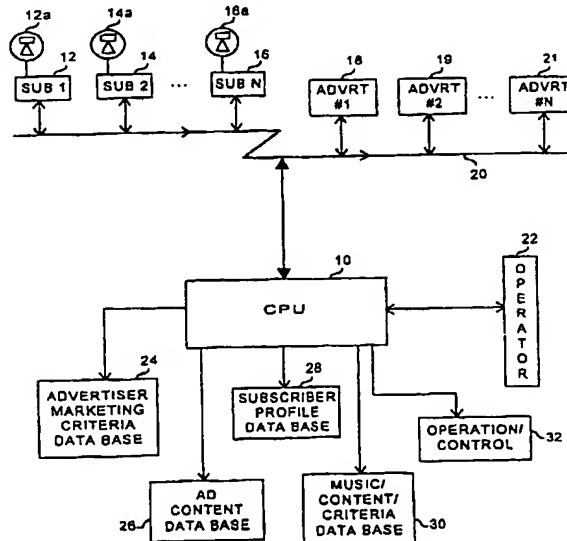 12a
14a
16a
12
14
16
18
19
21
SUB 1
SUB 2
...
SUB N
ADVRT
#1
ADVRT
#2
...
ADVRT
#N
20
22
10
CPU
OPERATOR
24
ADVERTISER
MARKETING
CRITERIA
DATA BASE
28
SUBSCRIBER
PROFILE
DATA BASE
OPERATION/
CONTROL
32
AD
CONTENT
DATA BASE
26
MUSIC/
CONTENT/
CRITERIA
DATA BASE
30